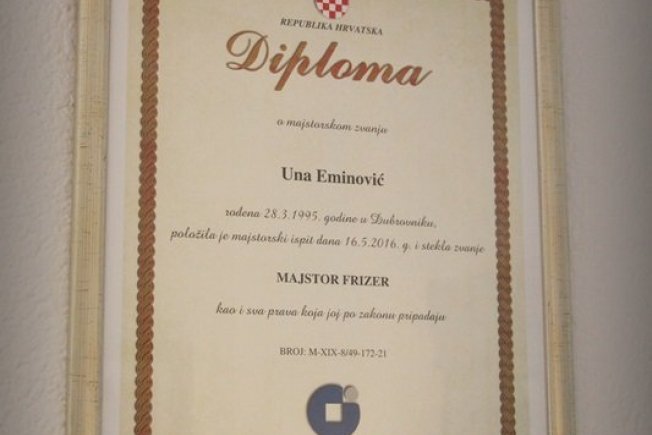 REPUBLIKA HRVATSKA
Diploma
o majstorskom zvanju
Una Eminović
rođena 28.3.1995. godine u Dubrovniku,
položila je majstorski ispit dana 16.5.2016. g. i stekla zvanje
MAJSTOR FRIZER
kao i sva prava koja joj po zakonu pripadaju
BROJ: M-XIX-8/49-172-21